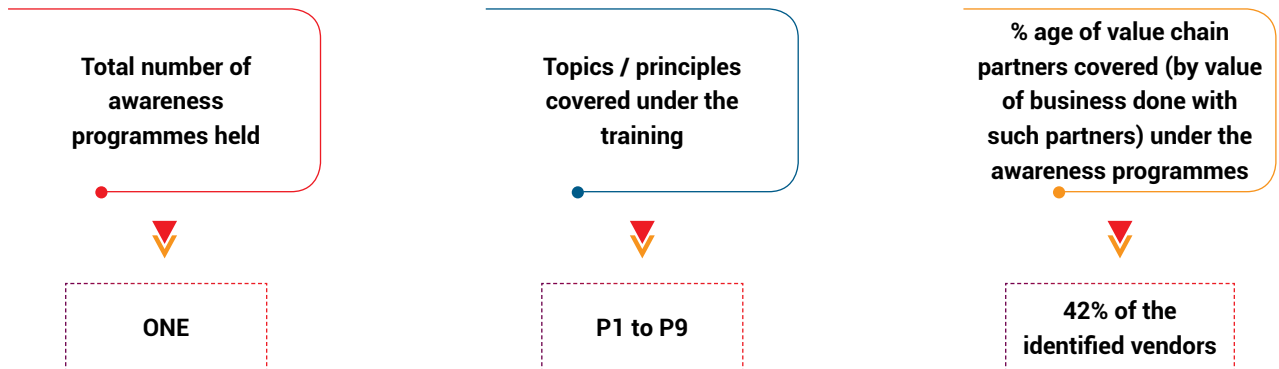 Total number of
awareness
programmes held
ONE
Topics / principles
covered under the
training
P1 to P9
% age of value chain
partners covered (by value
of business done with
such partners) under the
awareness programmes
42% of the
identified vendors